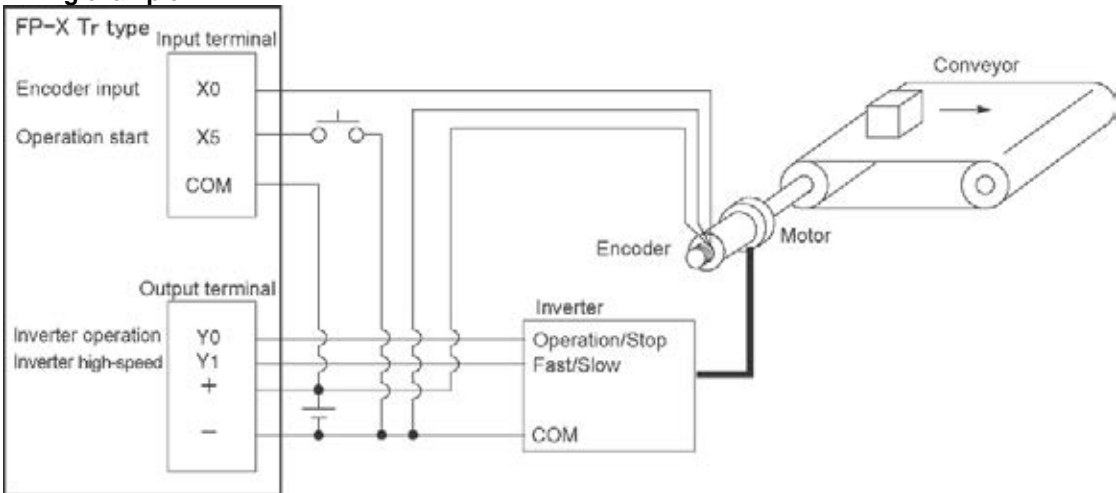 FP-X Tr type
Input terminal
Encoder input X0
Operation start X5
COM
Conveyor
Encoder
Motor
Output terminal
Inverter
Inverter operation Y0
Operation/Stop
Inverter high-speed Y1
Fast/Slow
+
−
COM